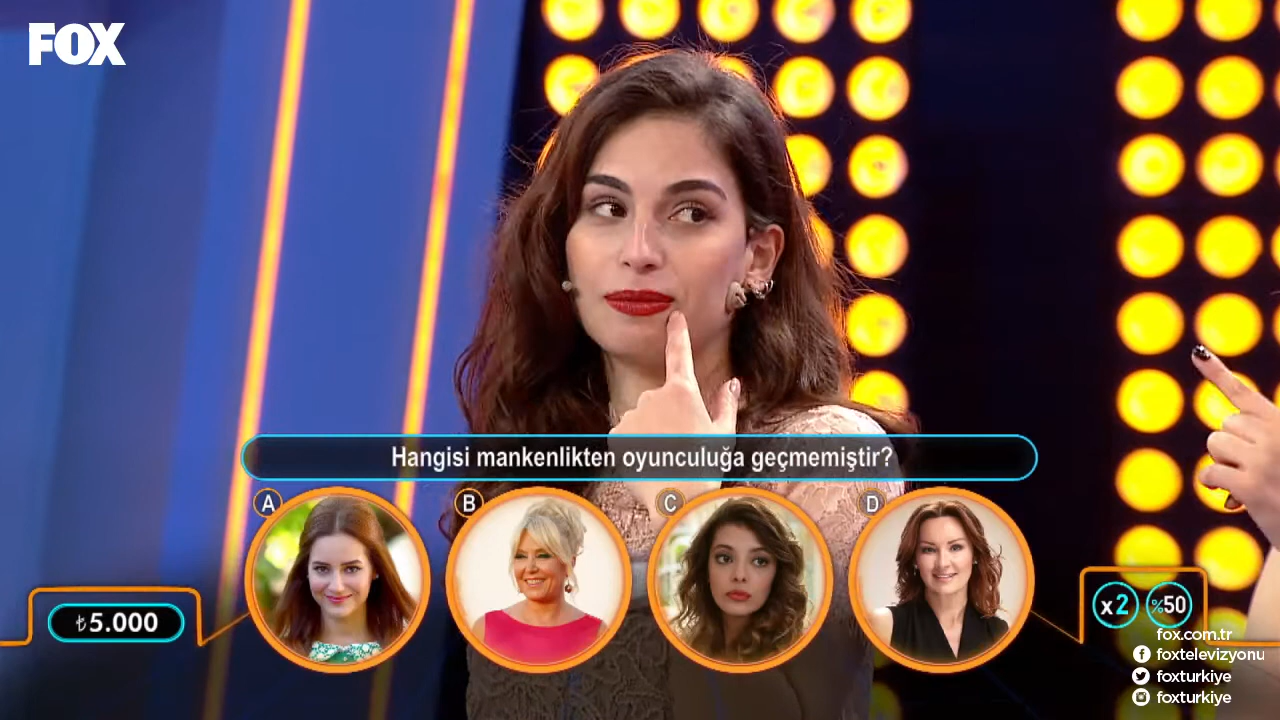 FOX
Hangisi mankenlikten oyunculuğa geçmemiştir?
A
B
C
D
₺5.000
x2
%50
fox.com.tr
foxtelevizyonu
foxturkiye
foxturkiye